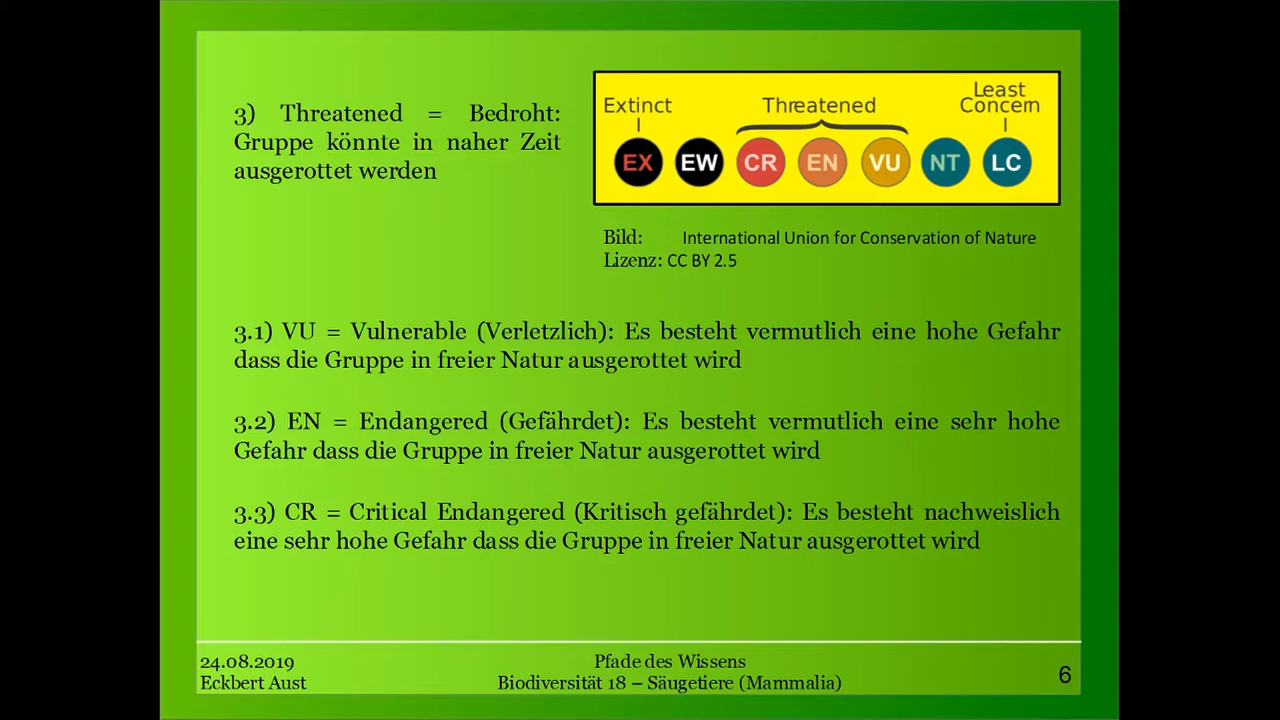 3) Threatened = Bedroht:
Gruppe könnte in naher Zeit
ausgerottet werden
Extinct
Threatened
Least
Concern
EX EW CR EN VU NT LC
Bild: International Union for Conservation of Nature
Lizenz: CC BY 2.5
3.1) VU = Vulnerable (Verletzlich): Es besteht vermutlich eine hohe Gefahr
dass die Gruppe in freier Natur ausgerottet wird
3.2) EN = Endangered (Gefährdet): Es besteht vermutlich eine sehr hohe
Gefahr dass die Gruppe in freier Natur ausgerottet wird
3.3) CR = Critical Endangered (Kritisch gefährdet): Es besteht nachweislich
eine sehr hohe Gefahr dass die Gruppe in freier Natur ausgerottet wird
24.08.2019
Eckbert Aust
Pfade des Wissens
Biodiversität 18 – Säugetiere (Mammalia)
6